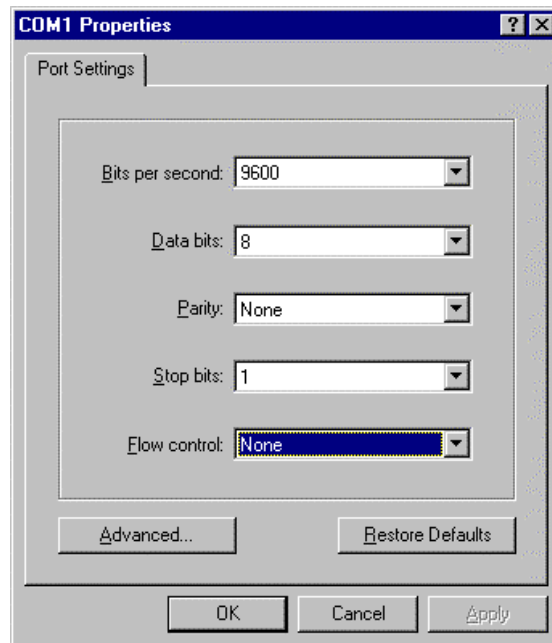 COM1 Properties
Port Settings
Bits per second: 9600
Data bits: 8
Parity: None
Stop bits: 1
Flow control: None
Advanced... Restore Defaults
OK Cancel Apply